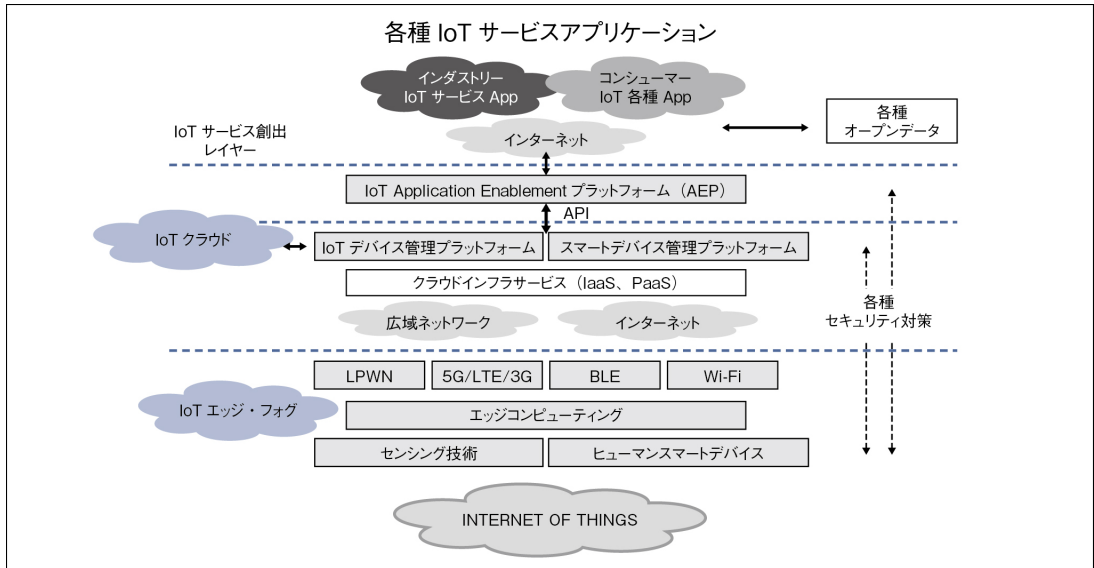 各種 IoT サービスアプリケーション
インダストリー
IoT サービス App
コンシューマー
IoT 各種 App
各種
オープンデータ
IoT サービス創出
レイヤー
インターネット
IoT Application Enablement プラットフォーム（AEP）
API
IoT クラウド
IoT デバイス管理プラットフォーム
スマートデバイス管理プラットフォーム
クラウドインフラサービス（IaaS、PaaS）
広域ネットワーク
インターネット
各種
セキュリティ対策
LPWN
5G/LTE/3G
BLE
Wi-Fi
IoT エッジ・フォグ
エッジコンピューティング
センシング技術
ヒューマンスマートデバイス
INTERNET OF THINGS